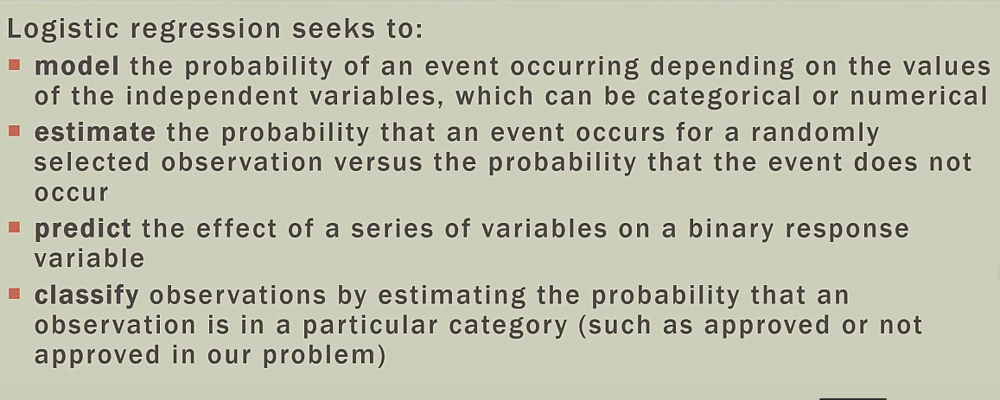 Logistic regression seeks to:
▪ model the probability of an event occurring depending on the values
of the independent variables, which can be categorical or numerical
▪ estimate the probability that an event occurs for a randomly
selected observation versus the probability that the event does not
occur
▪ predict the effect of a series of variables on a binary response
variable
▪ classify observations by estimating the probability that an
observation is in a particular category (such as approved or not
approved in our problem)